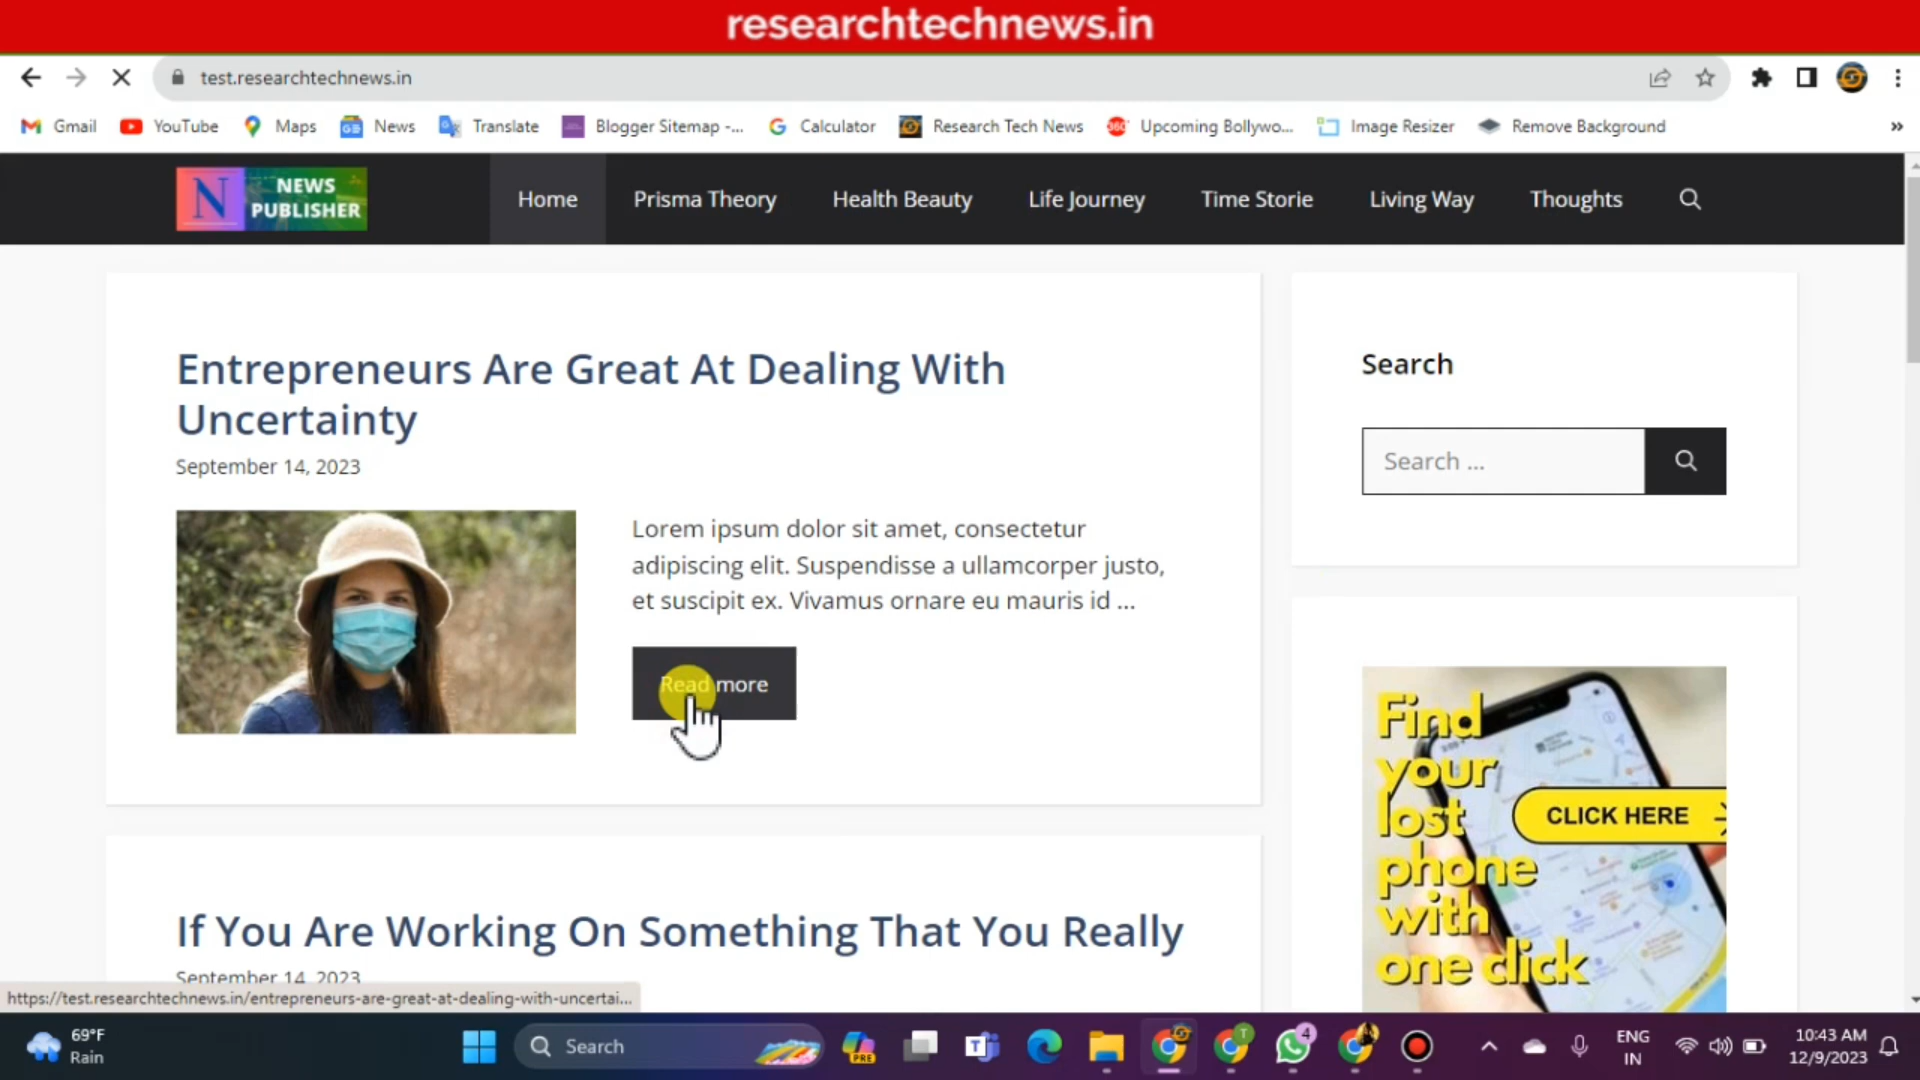 researchtechnews.in
test.researchtechnews.in
Gmail YouTube Maps News Translate Blogger Sitemap -... Calculator Research Tech News Upcoming Bollywo... Image Resizer Remove Background »
N NEWS PUBLISHER
Home Prisma Theory Health Beauty Life Journey Time Storie Living Way Thoughts
Entrepreneurs Are Great At Dealing With
Uncertainty
September 14, 2023
Lorem ipsum dolor sit amet, consectetur
adipiscing elit. Suspendisse a ullamcorper justo,
et suscipit ex. Vivamus ornare eu mauris id ...
Read more
Search
Search ...
Find
your
lost
phone
with
one click
CLICK HERE
If You Are Working On Something That You Really
September 14, 2023
https://test.researchtechnews.in/entrepreneurs-are-great-at-dealing-with-uncertai...
69°F
Rain
Search
PRE
T
4
ENG
IN
10:43 AM
12/9/2023